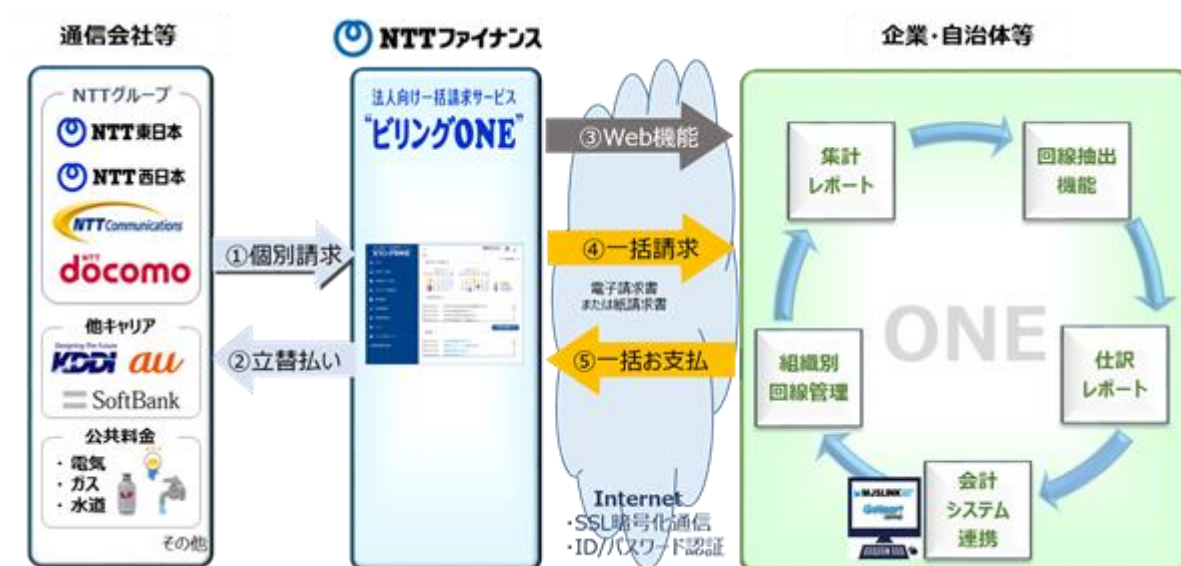 通信会社等
NTTグループ
NTT東日本
NTT西日本
NTT Communications
NTT
docomo
他キャリア
Designing The Future
KDDI au
SoftBank
公共料金
・ 電気
・ ガス
・ 水道
その他
①個別請求
②立替払い
NTTファイナンス
法人向け一括請求サービス
“ビリングONE”
③Web機能
④一括請求
電子請求書
または紙請求書
⑤一括お支払
Internet
・SSL暗号化通信
・ID/パスワード認証
企業・自治体等
集計
レポート
回線抽出
機能
ONE
組織別
回線管理
仕訳
レポート
MJSLINK
会計
システム
連携